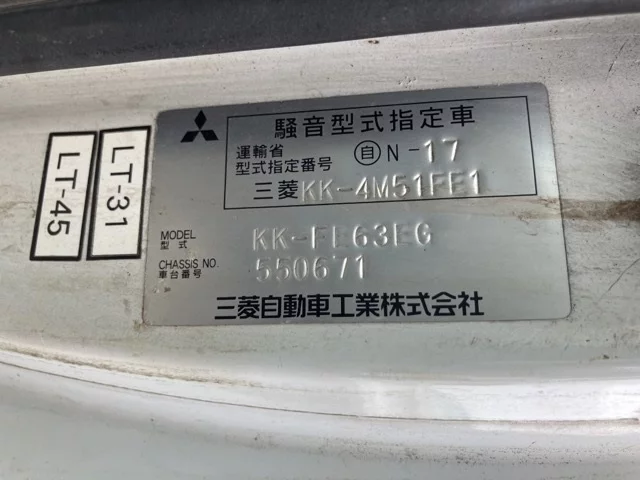 騒音型式指定車
運輸省
型式指定番号 自 N-17
三菱 KK-4M51FE1
MODEL
型式 KK-FE63EG
CHASSIS NO.
車台番号 550671
三菱自動車工業株式会社
LT-31
LT-45